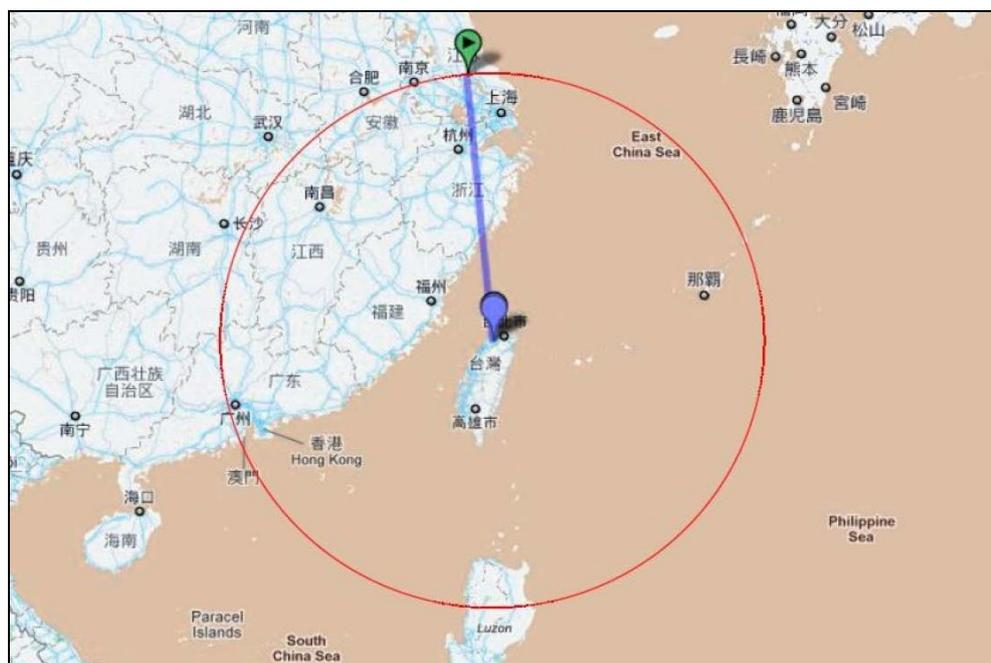 河南
大分
松山
長崎
熊本
合肥
南京
宮崎
上海
鹿児島
湖北
安徽
武汉
杭州
East
China Sea
南昌
浙江
长沙
贵州
湖南
江西
那覇
福州
福建
台灣
广西壮族
自治区
广东
广州
高雄市
南宁
香港
Hong Kong
澳門
海口
Philippine
Sea
海南
Paracel
Islands
Luzon
South
China Sea